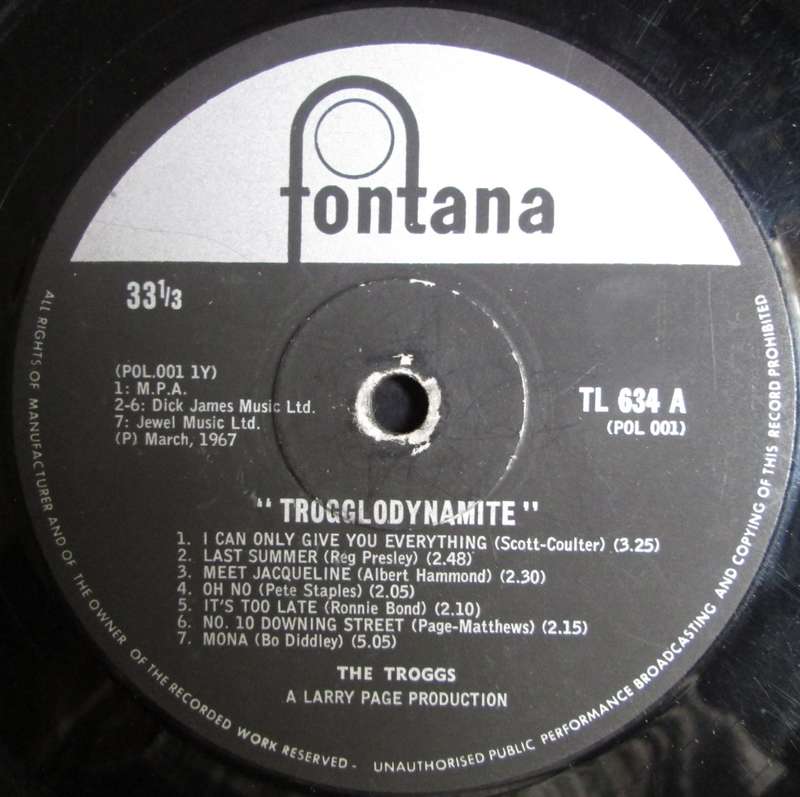 fontana
33 1/3
(POL.001 1Y)
1: M.P.A.
2-6: Dick James Music Ltd.
7: Jewel Music Ltd.
(P) March, 1967
TL 634 A
(POL 001)
"TROGGLODYNAMITE"
1. I CAN ONLY GIVE YOU EVERYTHING (Scott-Coulter) (3.25)
2. LAST SUMMER (Reg Presley) (2.48)
3. MEET JACQUELINE (Albert Hammond) (2.30)
4. OH NO (Pete Staples) (2.05)
5. IT'S TOO LATE (Ronnie Bond) (2.10)
6. NO. 10 DOWNING STREET (Page-Matthews) (2.15)
7. MONA (Bo Diddley) (5.05)
THE TROGGS
A LARRY PAGE PRODUCTION
ALL RIGHTS OF MANUFACTURER AND OF THE OWNER OF THE RECORDED WORK RESERVED - UNAUTHORISED PUBLIC PERFORMANCE BROADCASTING AND COPYING OF THIS RECORD PROHIBITED